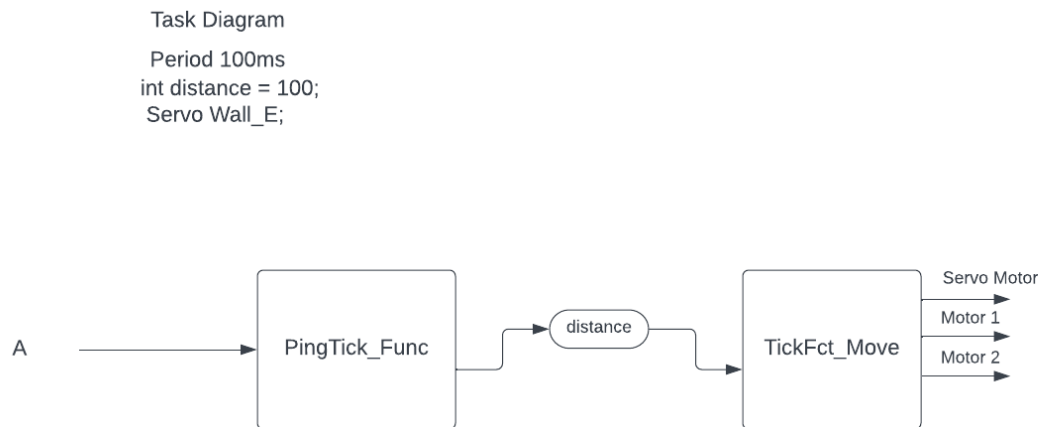 Task Diagram
Period 100ms
int distance = 100;
Servo Wall_E;
A
PingTick_Func
distance
TickFct_Move
Servo Motor
Motor 1
Motor 2